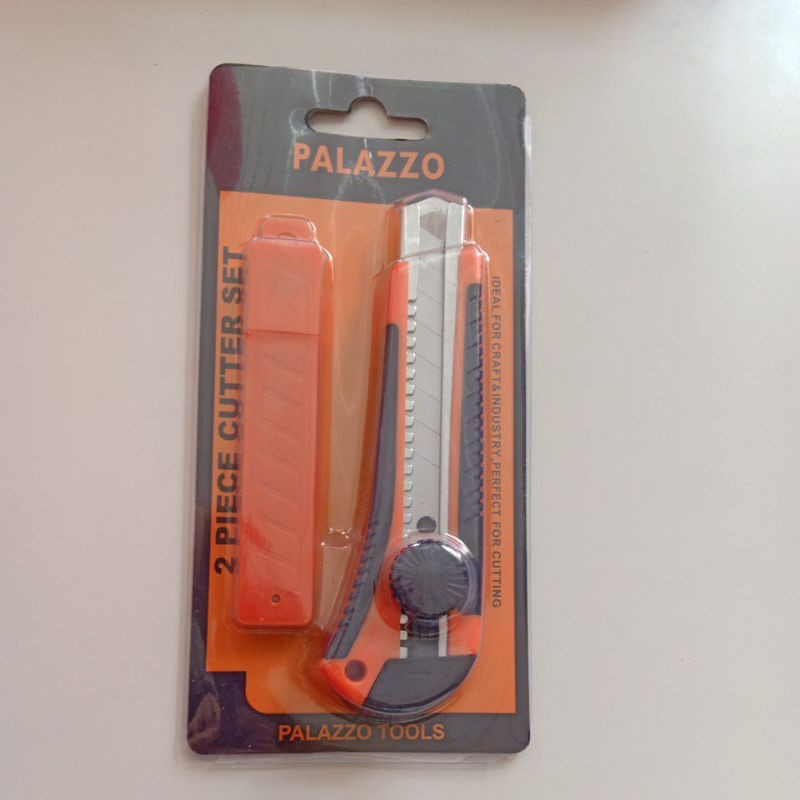 PALAZZO
2 PIECE CUTTER SET
IDEAL FOR CRAFT&INDUSTRY,PERFECT FOR CUTTING
PALAZZO TOOLS